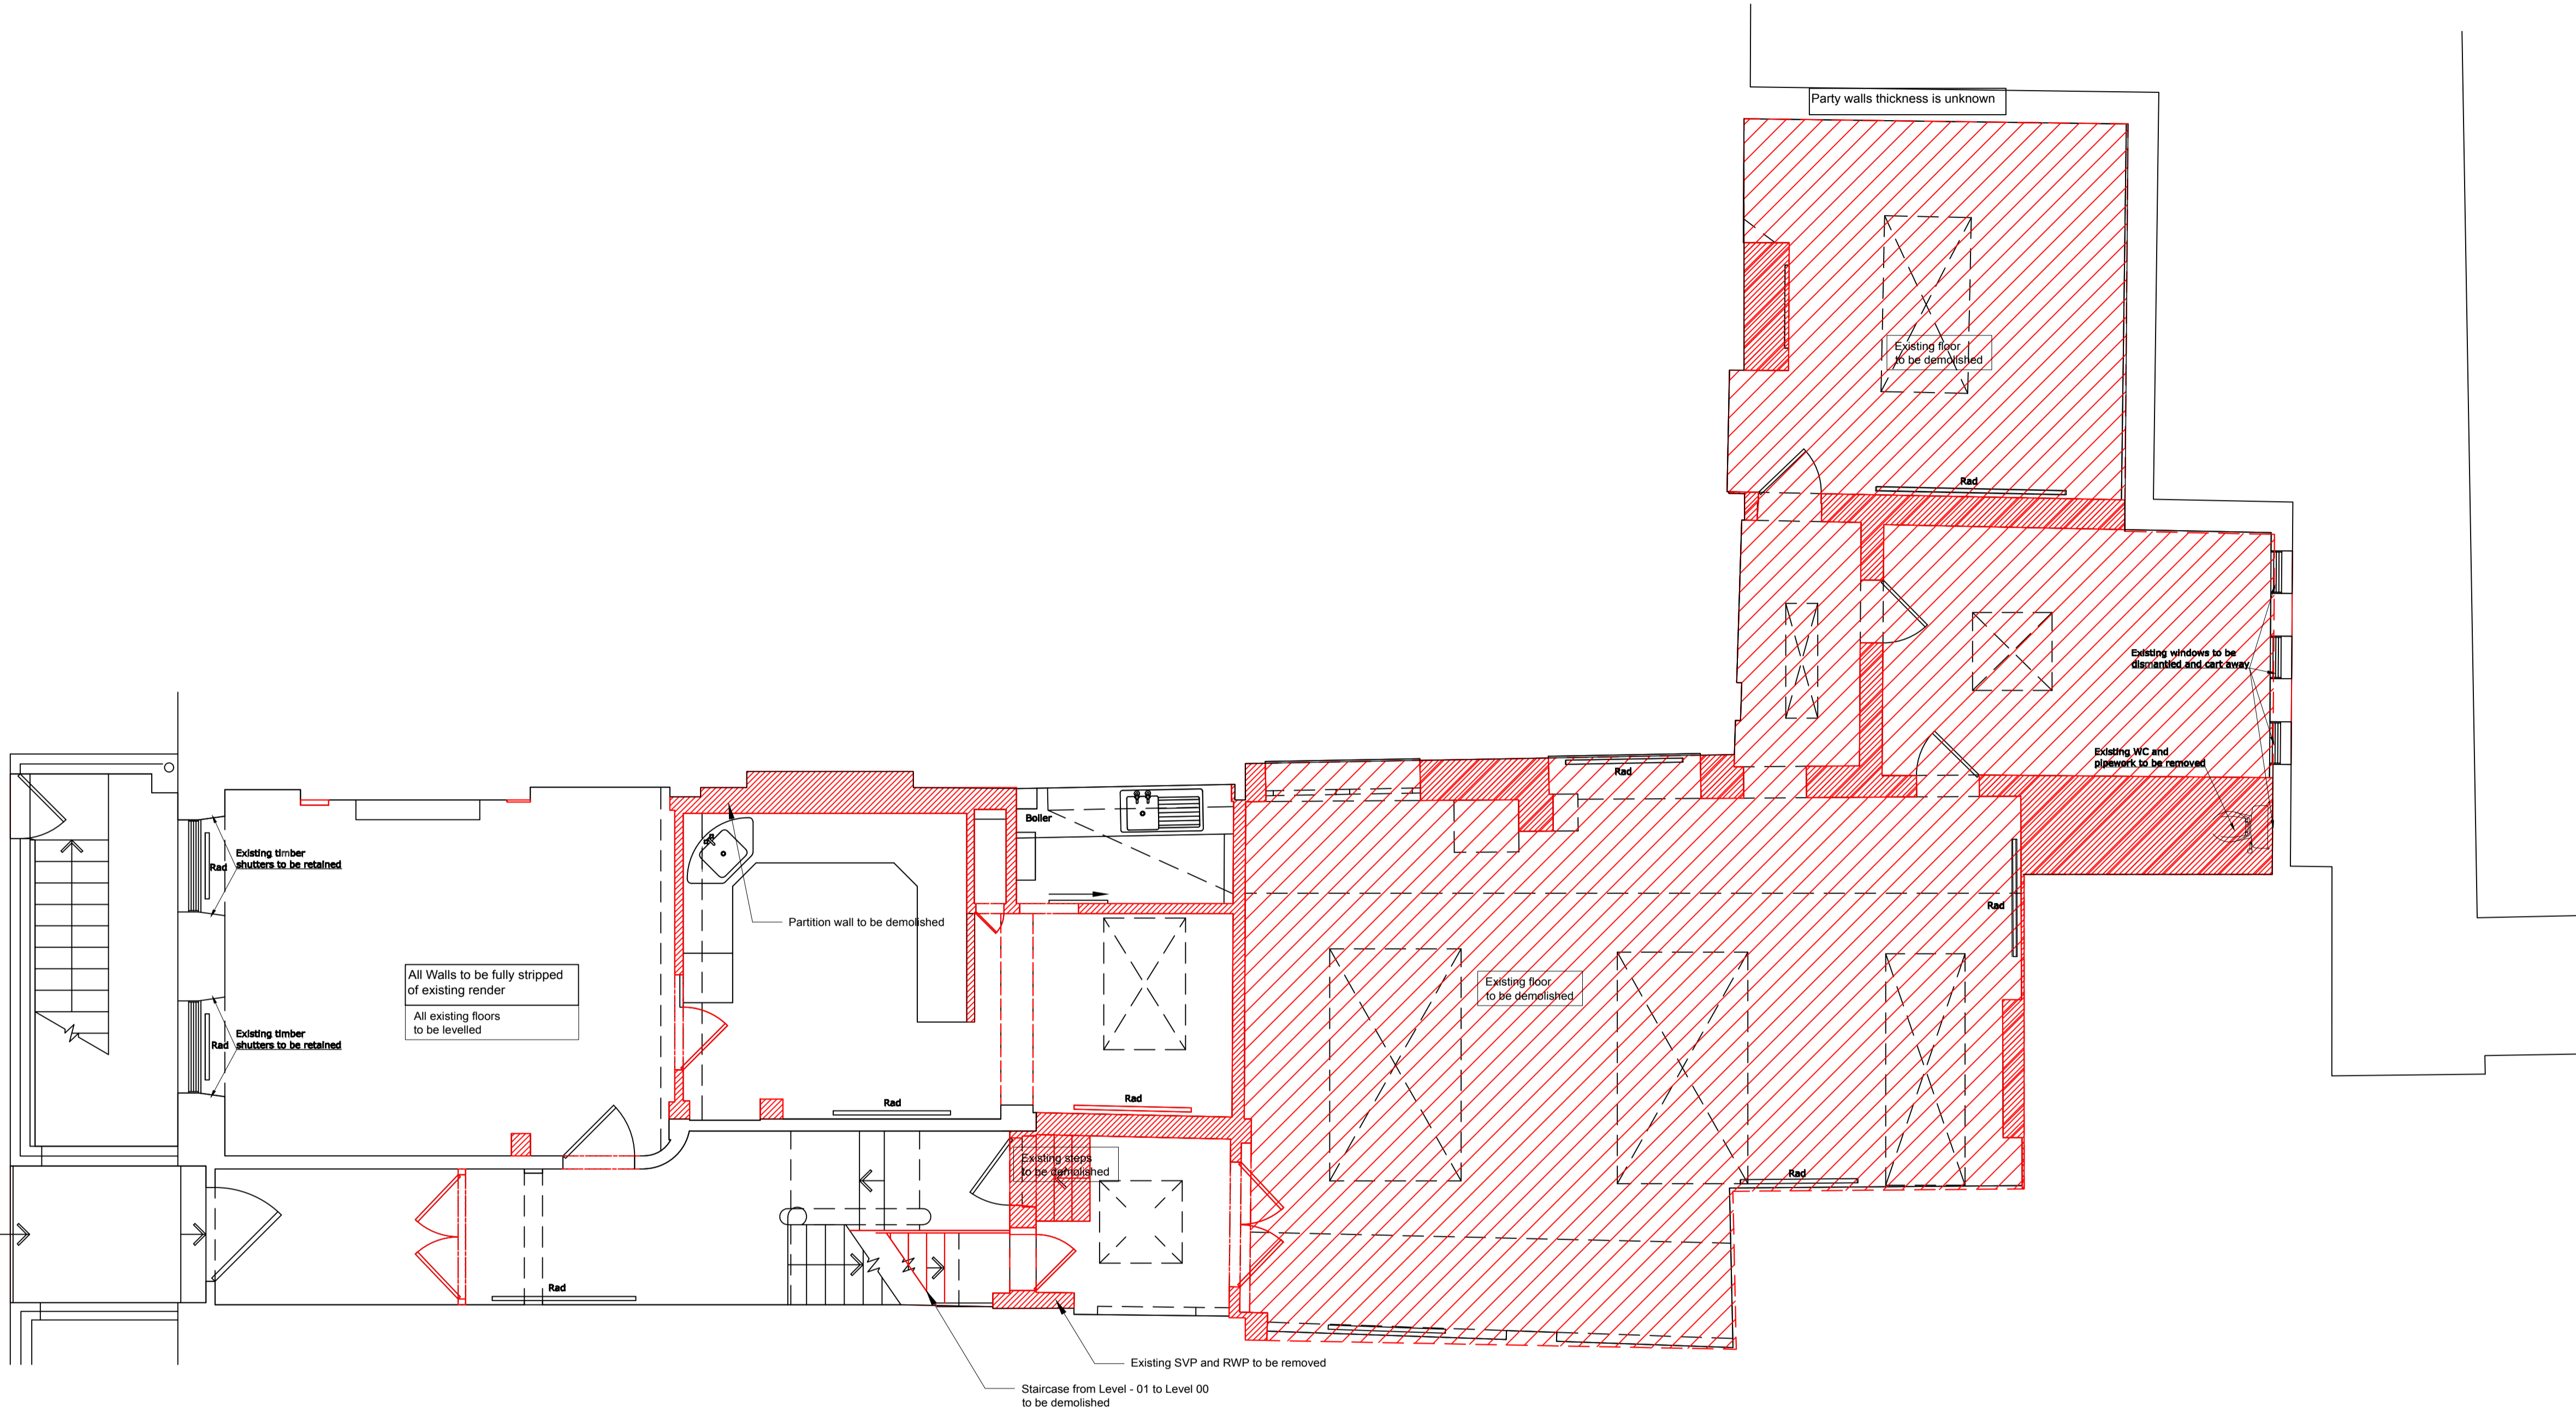 Party walls thickness is unknown
Existing floor
to be demolished
Rad
Existing windows to be
dismantled and cart away
Existing WC and
pipework to be removed
Rad
Boiler
Existing timber
shutters to be retained
Rad
Rad
Partition wall to be demolished
All Walls to be fully stripped
of existing render
Existing floor
to be demolished
All existing floors
to be levelled
Existing timber
shutters to be retained
Rad
Rad
Rad
Existing steps
to be demolished
Rad
Rad
Existing SVP and RWP to be removed
Staircase from Level - 01 to Level 00
to be demolished